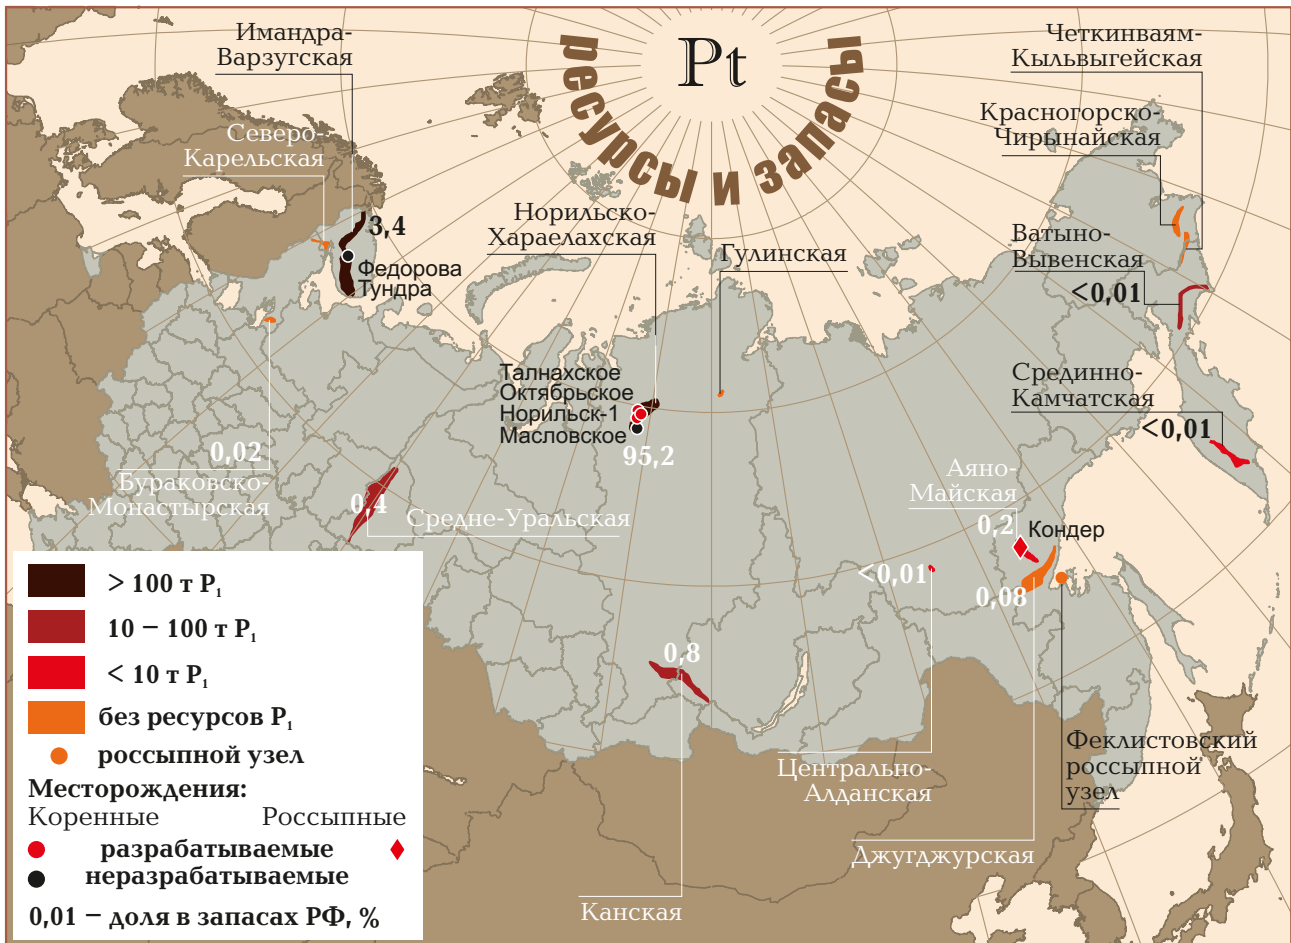 Pt
ресурсы и запасы
Имандра-
Варзугская
Северо-
Карельская
3,4
Федорова
Тундра
Норильско-
Хараелахская
Гулинская
Четкинваям-
Кыльвыгейская
Красногорско-
Чирынайская
Ватыно-
Вывенская
<0,01
Срединно-
Камчатская
<0,01
Талнахское
Октябрьское
Норильск-1
Масловское
95,2
0,02
Бураковско-
Монастырская
0,4
Средне-Уральская
Аяно-
Майская
0,2
Кондер
<0,01
0,08
0,8
Центрально-
Алданская
Феклистовский
россыпной
узел
Джугджурская
Канская
> 100 т P₁
10 – 100 т P₁
< 10 т P₁
без ресурсов P₁
россыпной узел
Месторождения:
Коренные Россыпные
разрабатываемые
неразрабатываемые
0,01 – доля в запасах РФ, %